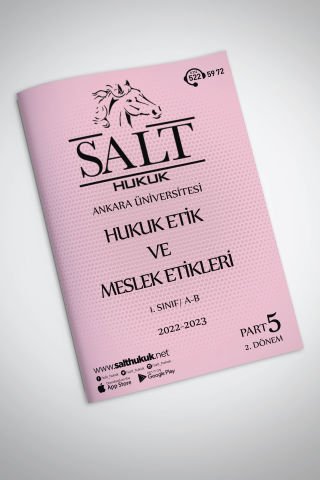 522 59 72
SALT
HUKUK
ANKARA ÜNİVERSİTESİ
HUKUK ETİK
VE
MESLEK ETİKLERİ
1. SINIF/ A-B
2022-2023
PART 5
2. DÖNEM
www.salthukuk.net
App Store
Google Play